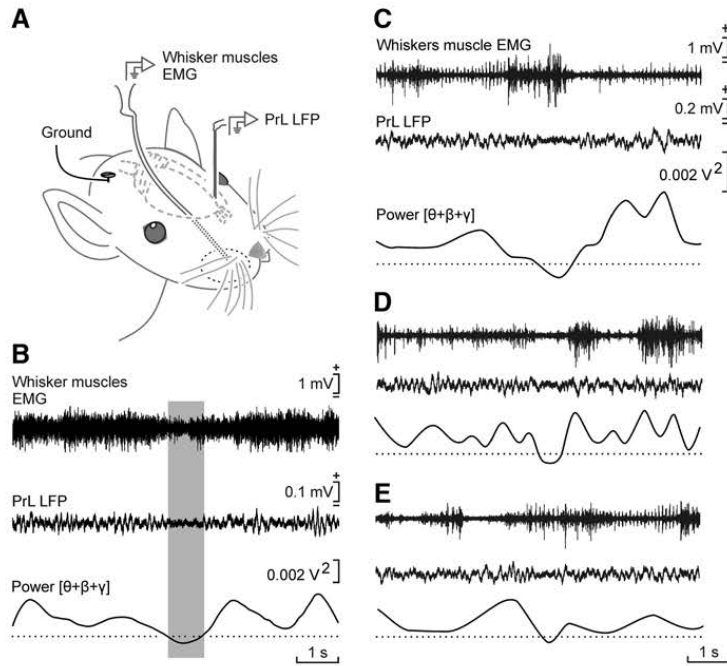 A
Whisker muscles
EMG
PrL LFP
Ground
B
Whisker muscles
EMG
+
1 mV
–
PrL LFP
+
0.1 mV
–
Power [θ+β+γ]
0.002 V²
1 s
C
Whiskers muscle EMG
+
1 mV
–
PrL LFP
+
0.2 mV
–
0.002 V²
Power [θ+β+γ]
D
E
1 s